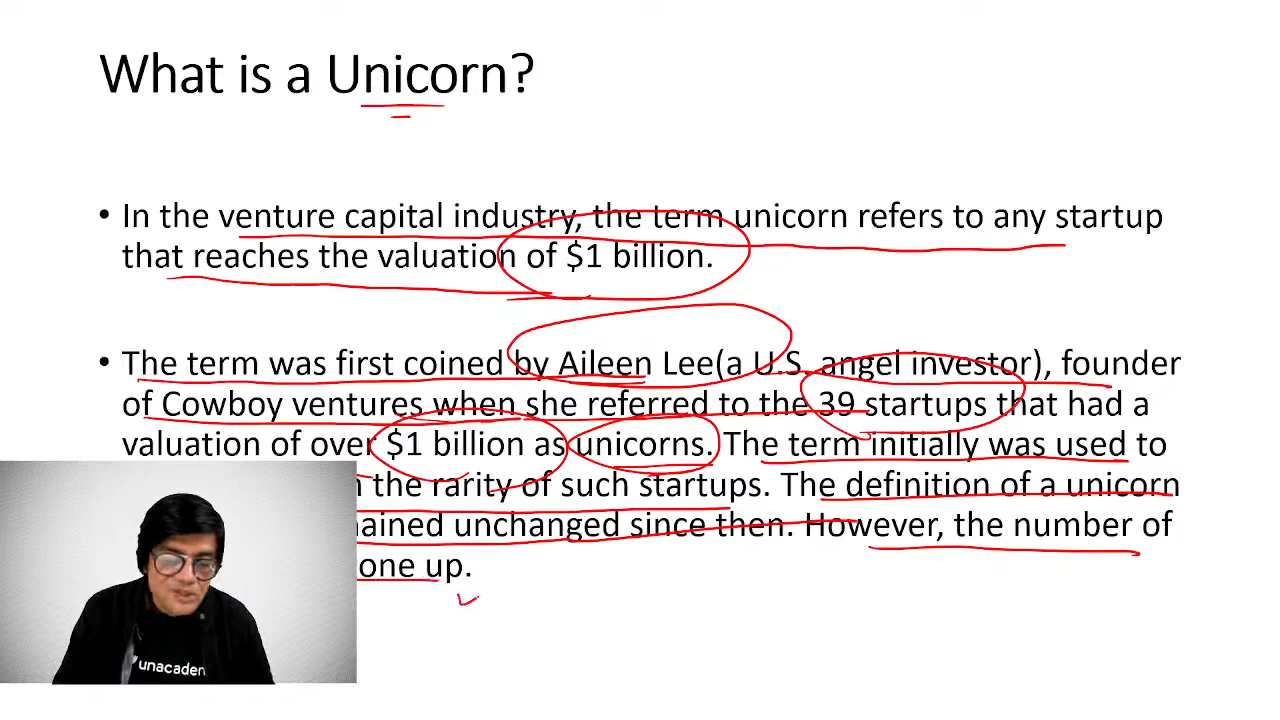 What is a Unicorn?
• In the venture capital industry, the term unicorn refers to any startup
that reaches the valuation of $1 billion.
• The term was first coined by Aileen Lee(a U.S. angel investor), founder
of Cowboy ventures when she referred to the 39 startups that had a
valuation of over $1 billion as unicorns. The term initially was used to
the rarity of such startups. The definition of a unicorn
mained unchanged since then. However, the number of
one up.
unacaden